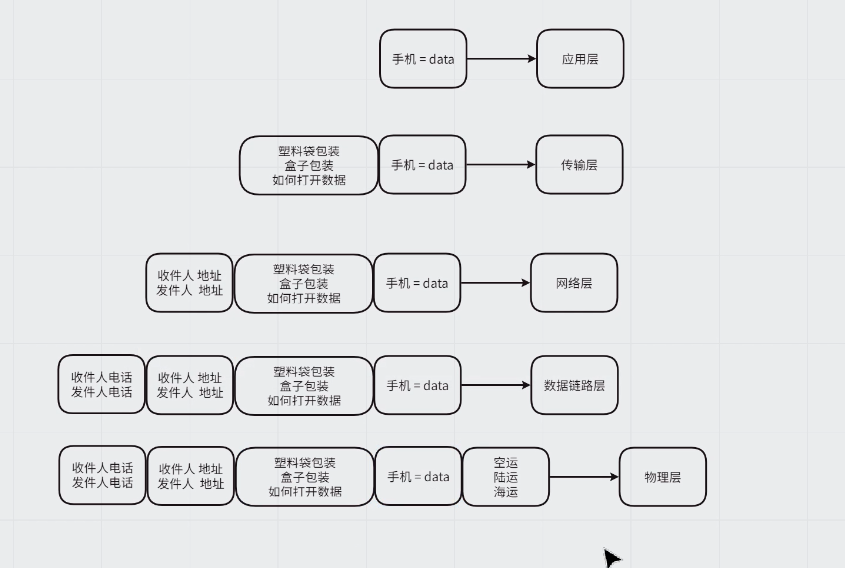 手机 = data
应用层
塑料袋包装
盒子包装
如何打开数据
手机 = data
传输层
收件人 地址
发件人 地址
塑料袋包装
盒子包装
如何打开数据
手机 = data
网络层
收件人电话
发件人电话
收件人 地址
发件人 地址
塑料袋包装
盒子包装
如何打开数据
手机 = data
数据链路层
收件人电话
发件人电话
收件人 地址
发件人 地址
塑料袋包装
盒子包装
如何打开数据
手机 = data
空运
陆运
海运
物理层